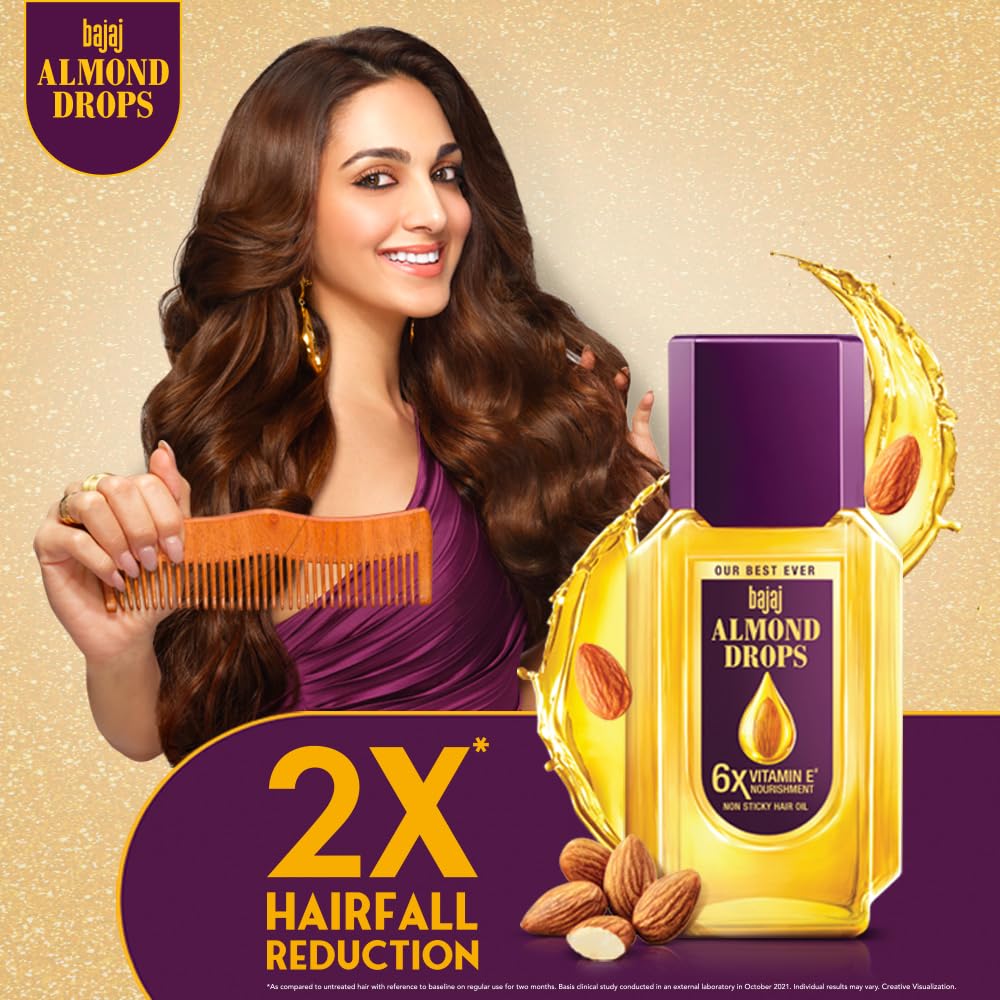 bajaj
ALMOND
DROPS
OUR BEST EVER
bajaj
ALMOND
DROPS
6X VITAMIN E#
NOURISHMENT
NON STICKY HAIR OIL
2X*
HAIRFALL
REDUCTION
*As compared to untreated hair with reference to baseline on regular use for two months. Basis clinical study conducted in an external laboratory in October 2021. Individual results may vary. Creative Visualization.